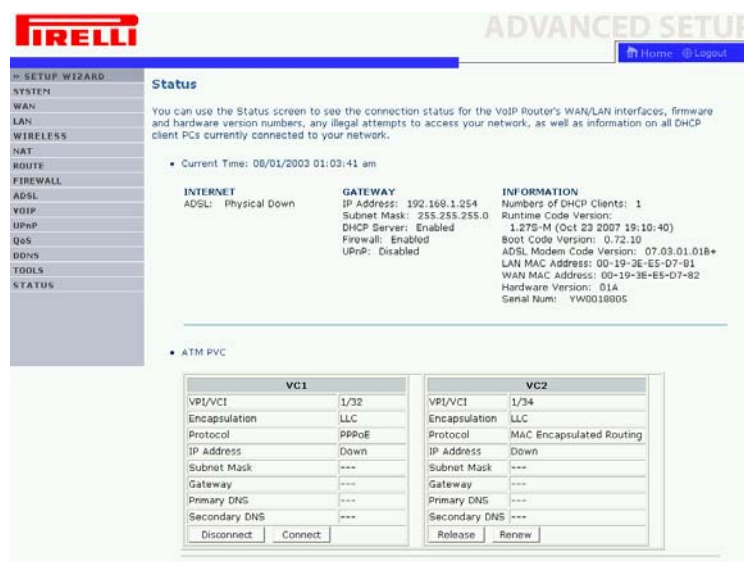 PIRELLI
ADVANCED SETUP
Home Logout
» SETUP WIZARD
SYSTEM
WAN
LAN
WIRELESS
NAT
ROUTE
FIREWALL
ADSL
VOIP
UPnP
QoS
DDNS
TOOLS
STATUS
Status
You can use the Status screen to see the connection status for the VoIP Router's WAN/LAN interfaces, firmware
and hardware version numbers, any illegal attempts to access your network, as well as information on all DHCP
client PCs currently connected to your network.
• Current Time: 08/01/2003 01:03:41 am
INTERNET
ADSL: Physical Down
GATEWAY
IP Address: 192.168.1.254
Subnet Mask: 255.255.255.0
DHCP Server: Enabled
Firewall: Enabled
UPnP: Disabled
INFORMATION
Numbers of DHCP Clients: 1
Runtime Code Version:
1.27S-M (Oct 23 2007 19:10:40)
Boot Code Version: 0.72.10
ADSL Modem Code Version: 07.03.01.01B+
LAN MAC Address: 00-19-3E-E5-D7-81
WAN MAC Address: 00-19-3E-E5-D7-82
Hardware Version: 01A
Serial Num: YW0018805
• ATM PVC
VC1
VPI/VCI 1/32
Encapsulation LLC
Protocol PPPoE
IP Address Down
Subnet Mask ---
Gateway ---
Primary DNS ---
Secondary DNS ---
Disconnect Connect
VC2
VPI/VCI 1/34
Encapsulation LLC
Protocol MAC Encapsulated Routing
IP Address Down
Subnet Mask ---
Gateway ---
Primary DNS ---
Secondary DNS ---
Release Renew